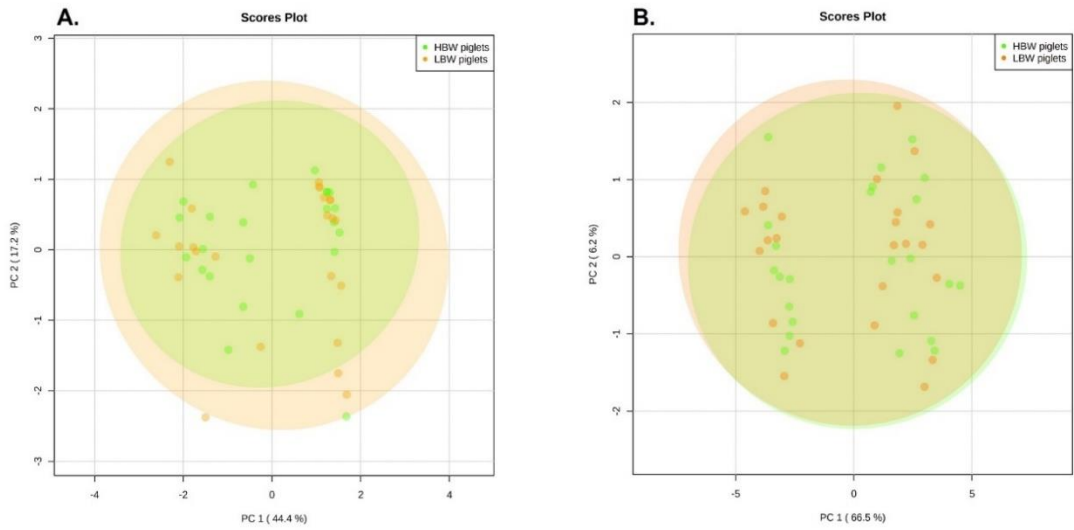 A.
Scores Plot
HBW piglets
LBW piglets
3
2
1
0
-1
-2
-3
PC 2 ( 17.2 %)
-4
-2
0
2
4
PC 1 ( 44.4 %)
B.
Scores Plot
HBW piglets
LBW piglets
2
1
0
-1
-2
PC 2 ( 6.2 %)
-5
0
5
PC 1 ( 66.5 %)